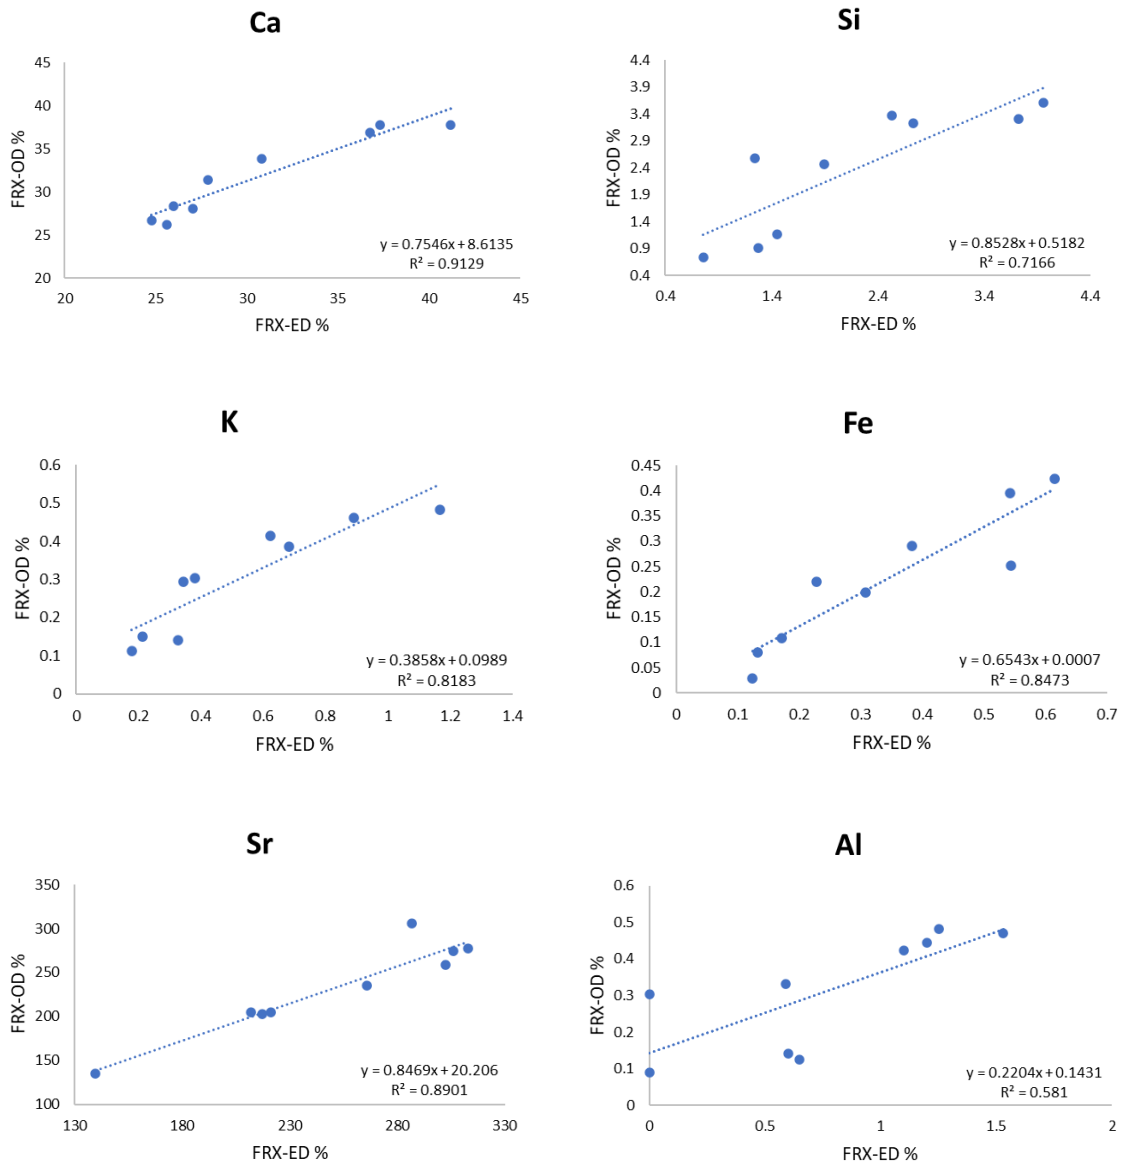 Ca
45
40
35
30
25
20
FRX-OD %
y = 0.7546x + 8.6135
R² = 0.9129
20 25 30 35 40 45
FRX-ED %
Si
4.4
3.9
3.4
2.9
2.4
1.9
1.4
0.9
0.4
FRX-OD %
y = 0.8528x + 0.5182
R² = 0.7166
0.4 1.4 2.4 3.4 4.4
FRX-ED %
K
0.6
0.5
0.4
0.3
0.2
0.1
0
FRX-OD %
y = 0.3858x + 0.0989
R² = 0.8183
0 0.2 0.4 0.6 0.8 1 1.2 1.4
FRX-ED %
Fe
0.45
0.4
0.35
0.3
0.25
0.2
0.15
0.1
0.05
0
FRX-OD %
y = 0.6543x + 0.0007
R² = 0.8473
0 0.1 0.2 0.3 0.4 0.5 0.6 0.7
FRX-ED %
Sr
350
300
250
200
150
100
FRX-OD %
y = 0.8469x + 20.206
R² = 0.8901
130 180 230 280 330
FRX-ED %
Al
0.6
0.5
0.4
0.3
0.2
0.1
0
FRX-OD %
y = 0.2204x + 0.1431
R² = 0.581
0 0.5 1 1.5 2
FRX-ED %